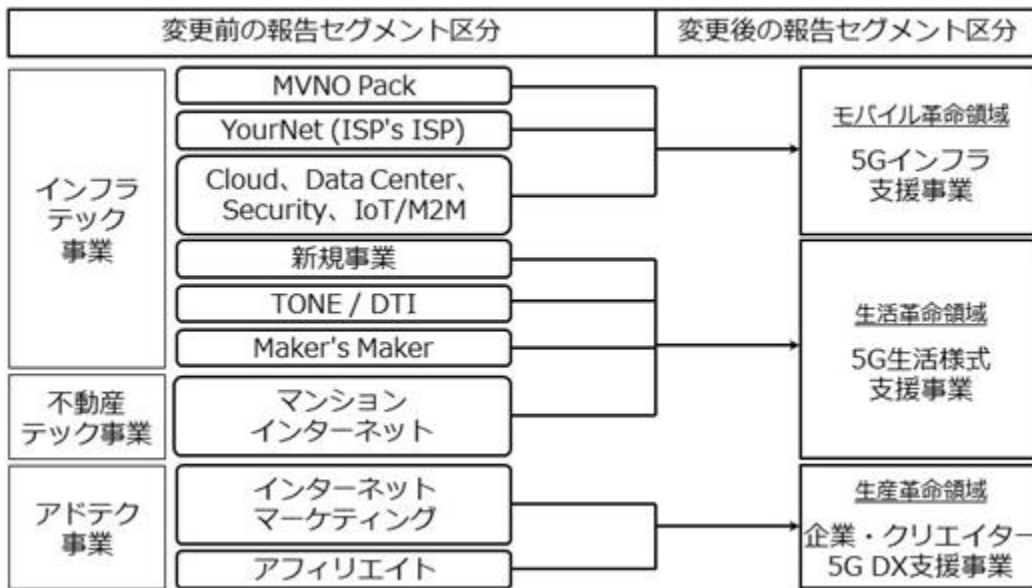 変更前の報告セグメント区分
変更後の報告セグメント区分
インフラ
テック
事業
MVNO Pack
YourNet (ISP's ISP)
Cloud、Data Center、
Security、IoT/M2M
新規事業
TONE / DTI
Maker's Maker
不動産
テック事業
マンション
インターネット
アドテク
事業
インターネット
マーケティング
アフィリエイト
モバイル革命領域
5Gインフラ
支援事業
生活革命領域
5G生活様式
支援事業
生産革命領域
企業・クリエイター
5G DX支援事業